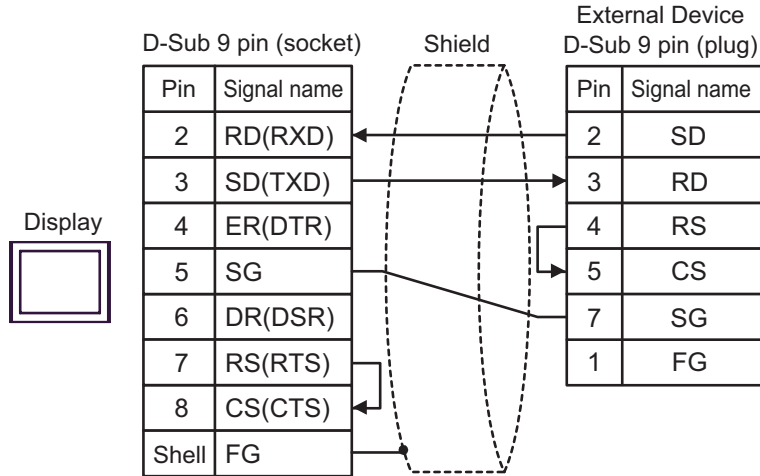 External Device
D-Sub 9 pin (socket) Shield D-Sub 9 pin (plug)
Pin Signal name Pin Signal name
2 RD(RXD) 2 SD
3 SD(TXD) 3 RD
Display
4 ER(DTR) 4 RS
5 SG 5 CS
6 DR(DSR) 7 SG
7 RS(RTS) 1 FG
8 CS(CTS)
Shell FG